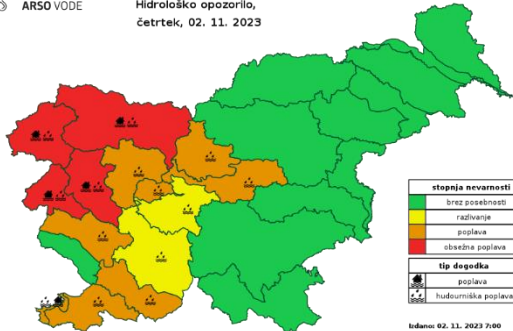 ARSO VODE
Hidrološko opozorilo,
četrtek, 02. 11. 2023
stopnja nevarnosti
brez posebnosti
razlivanje
poplava
obsežna poplava
tip dogodka
poplava
hudourniška poplava
Izdano: 02. 11. 2023 7:00